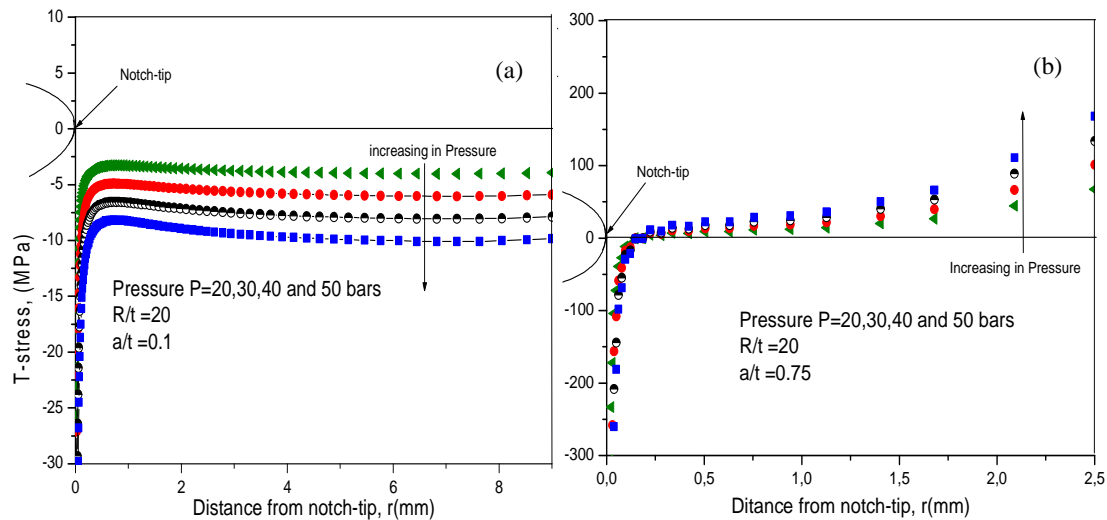 10
5
0
-5
-10
-15
-20
-25
-30
T-stress, (MPa)
Notch-tip
(a)
increasing in Pressure
Pressure P=20,30,40 and 50 bars
R/t =20
a/t=0.1
0
2
4
6
8
Distance from notch-tip, r(mm)
300
200
100
0
-100
-200
-300
(b)
Notch-tip
Increasing in Pressure
Pressure P=20,30,40 and 50 bars
R/t =20
a/t =0.75
0,0
0,5
1,0
1,5
2,0
2,5
Ditance from notch-tip, r(mm)